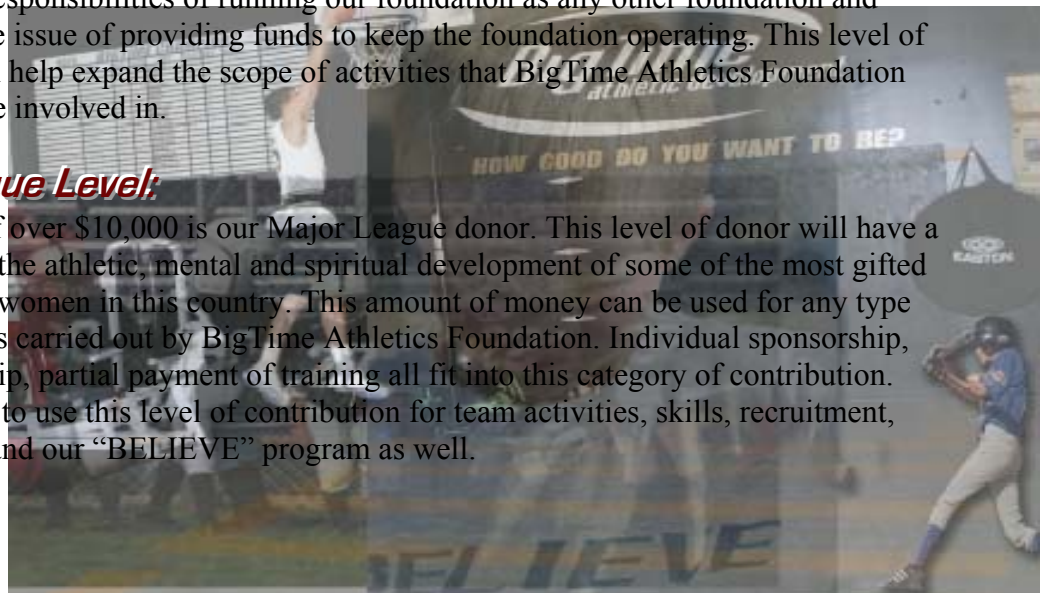 responsibilities of running our foundation as any other foundation and
issue of providing funds to keep the foundation operating. This level of
help expand the scope of activities that BigTime Athletics Foundation
involved in.
Level:
over $10,000 is our Major League donor. This level of donor will have a
the athletic, mental and spiritual development of some of the most gifted
women in this country. This amount of money can be used for any type
carried out by BigTime Athletics Foundation. Individual sponsorship,
partial payment of training all fit into this category of contribution.
to use this level of contribution for team activities, skills, recruitment,
and our “BELIEVE” program as well.
BigTime
athletic
HOW GOOD DO YOU WANT TO BE?
EASTON
BELIEVE